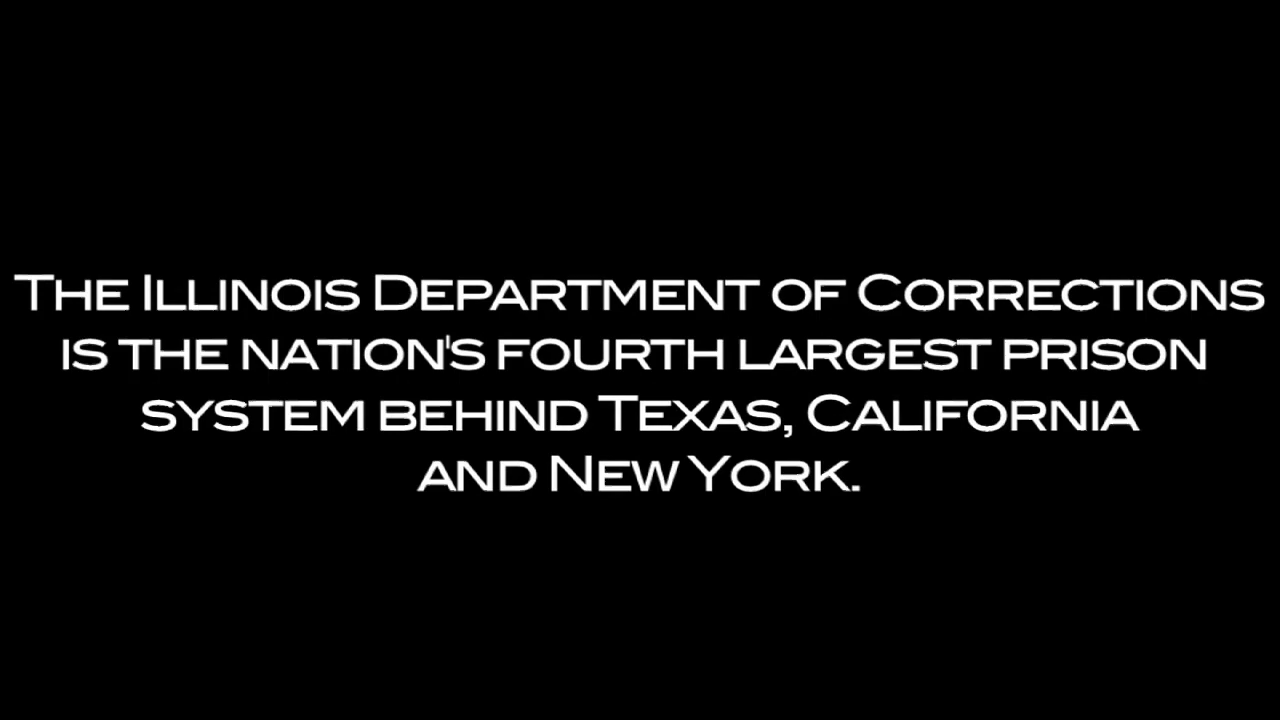 The Illinois Department of Corrections
is the nation's fourth largest prison
system behind Texas, California
and New York.